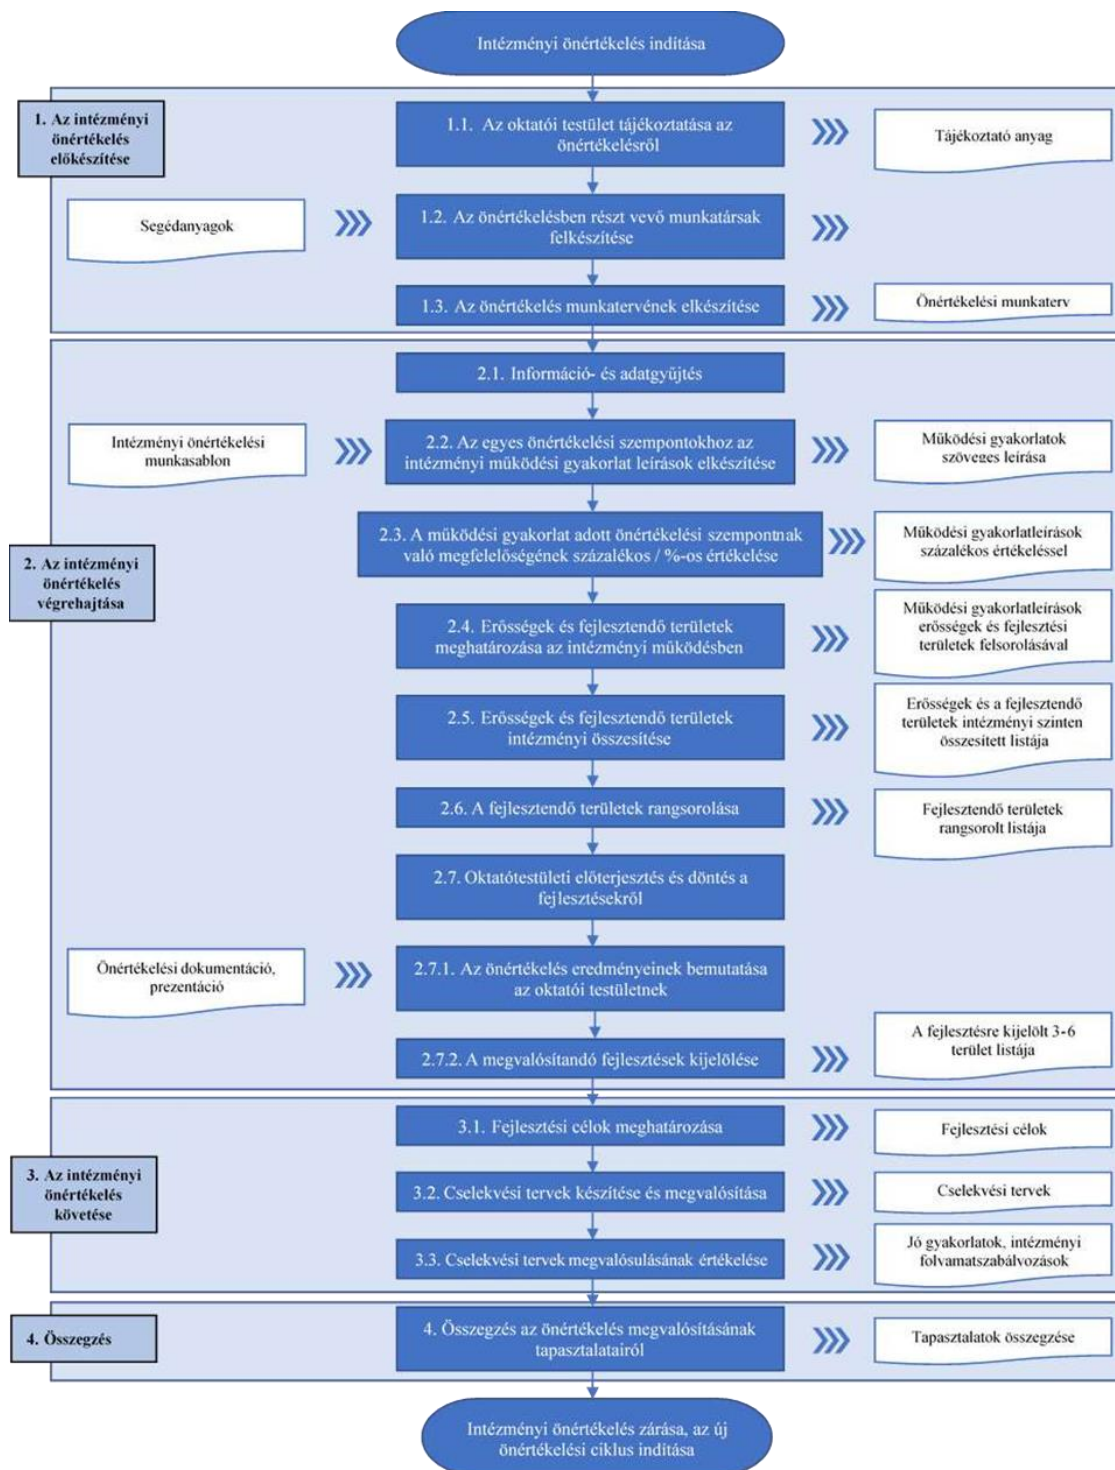 Intézményi önértékelés indítása
1. Az intézményi
önértékelés
előkészítése
1.1. Az oktatói testület tájékoztatása az
önértékelésről
Tájékoztató anyag
Segédanyagok
1.2. Az önértékelésben részt vevő munkatársak
felkészítése
1.3. Az önértékelés munkatervének elkészítése
Önértékelési munkaterv
2.1. Információ- és adatgyűjtés
Intézményi önértékelési
munkasablon
2.2. Az egyes önértékelési szempontokhoz az
intézményi működési gyakorlat leírások elkészítése
Működési gyakorlatok
szöveges leírása
2.3. A működési gyakorlat adott önértékelési szempontnak
való megfelelőségének százalékos / %-os értékelése
Működési gyakorlatleírások
százalékos értékeléssel
2. Az intézményi
önértékelés
végrehajtása
2.4. Erősségek és fejlesztendő területek
meghatározása az intézményi működésben
Működési gyakorlatleírások
erősségek és fejlesztési
területek felsorolásával
2.5. Erősségek és fejlesztendő területek
intézményi összesítése
Erősségek és a fejlesztendő
területek intézményi szinten
összesített listája
2.6. A fejlesztendő területek rangsorolása
Fejlesztendő területek
rangsorolt listája
2.7. Oktatótestületi előterjesztés és döntés a
fejlesztésekről
Önértékelési dokumentáció,
prezentáció
2.7.1. Az önértékelés eredményeinek bemutatása
az oktatói testületnek
2.7.2. A megvalósítandó fejlesztések kijelölése
A fejlesztésre kijelölt 3-6
terület listája
3.1. Fejlesztési célok meghatározása
Fejlesztési célok
3. Az intézményi
önértékelés
követése
3.2. Cselekvési tervek készítése és megvalósítása
Cselekvési tervek
3.3. Cselekvési tervek megvalósulásának értékelése
Jó gyakorlatok, intézményi
folyamatszabályozások
4. Összegzés
4. Összegzés az önértékelés megvalósításának
tapasztalatairól
Tapasztalatok összegzése
Intézményi önértékelés zárása, az új
önértékelési ciklus indítása